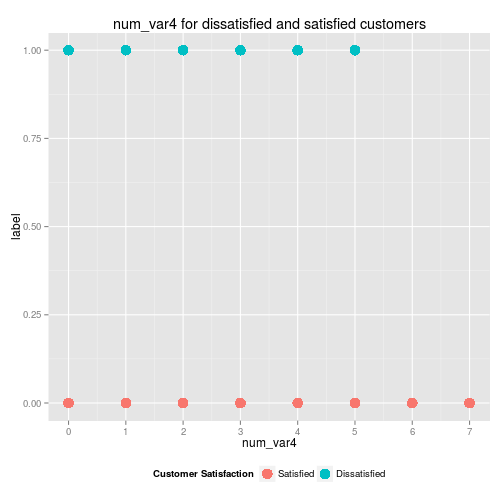 num_var4 for dissatisfied and satisfied customers
label
1.00
0.75
0.50
0.25
0.00
0 1 2 3 4 5 6 7
num_var4
Customer Satisfaction Satisfied Dissatisfied